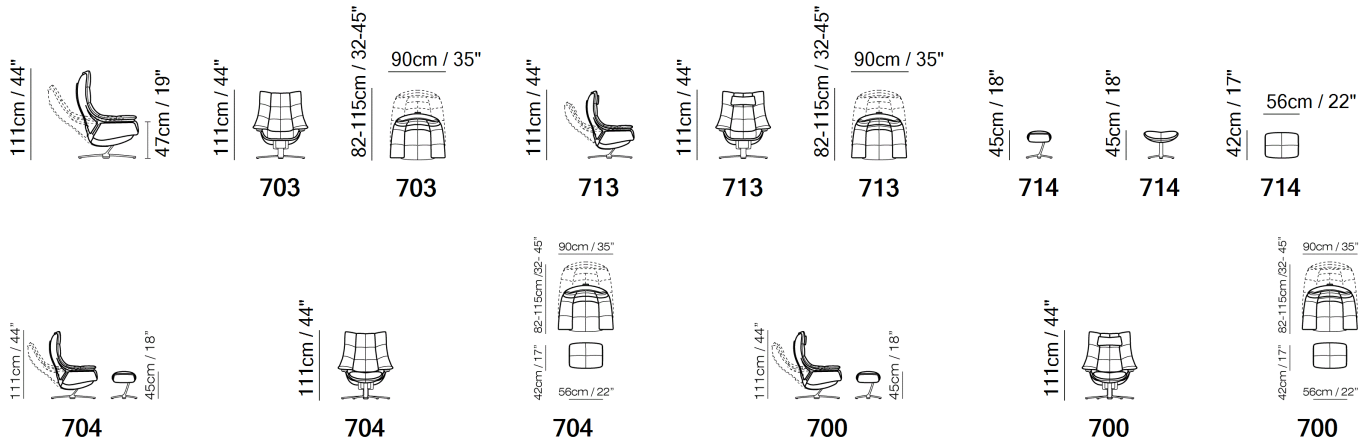 111cm / 44"
47cm / 19"
111cm / 44"
703
82-115cm / 32-45"
90cm / 35"
703
111cm / 44"
713
111cm / 44"
713
82-115cm / 32-45"
90cm / 35"
713
45cm / 18"
714
45cm / 18"
714
42cm / 17"
56cm / 22"
714
111cm / 44"
45cm / 18"
704
111cm / 44"
704
90cm / 35"
82-115cm /32- 45"
42cm / 17"
56cm / 22"
704
111cm / 44"
45cm / 18"
700
111cm / 44"
700
90cm / 35"
82-115cm /32- 45"
42cm / 17"
56cm / 22"
700